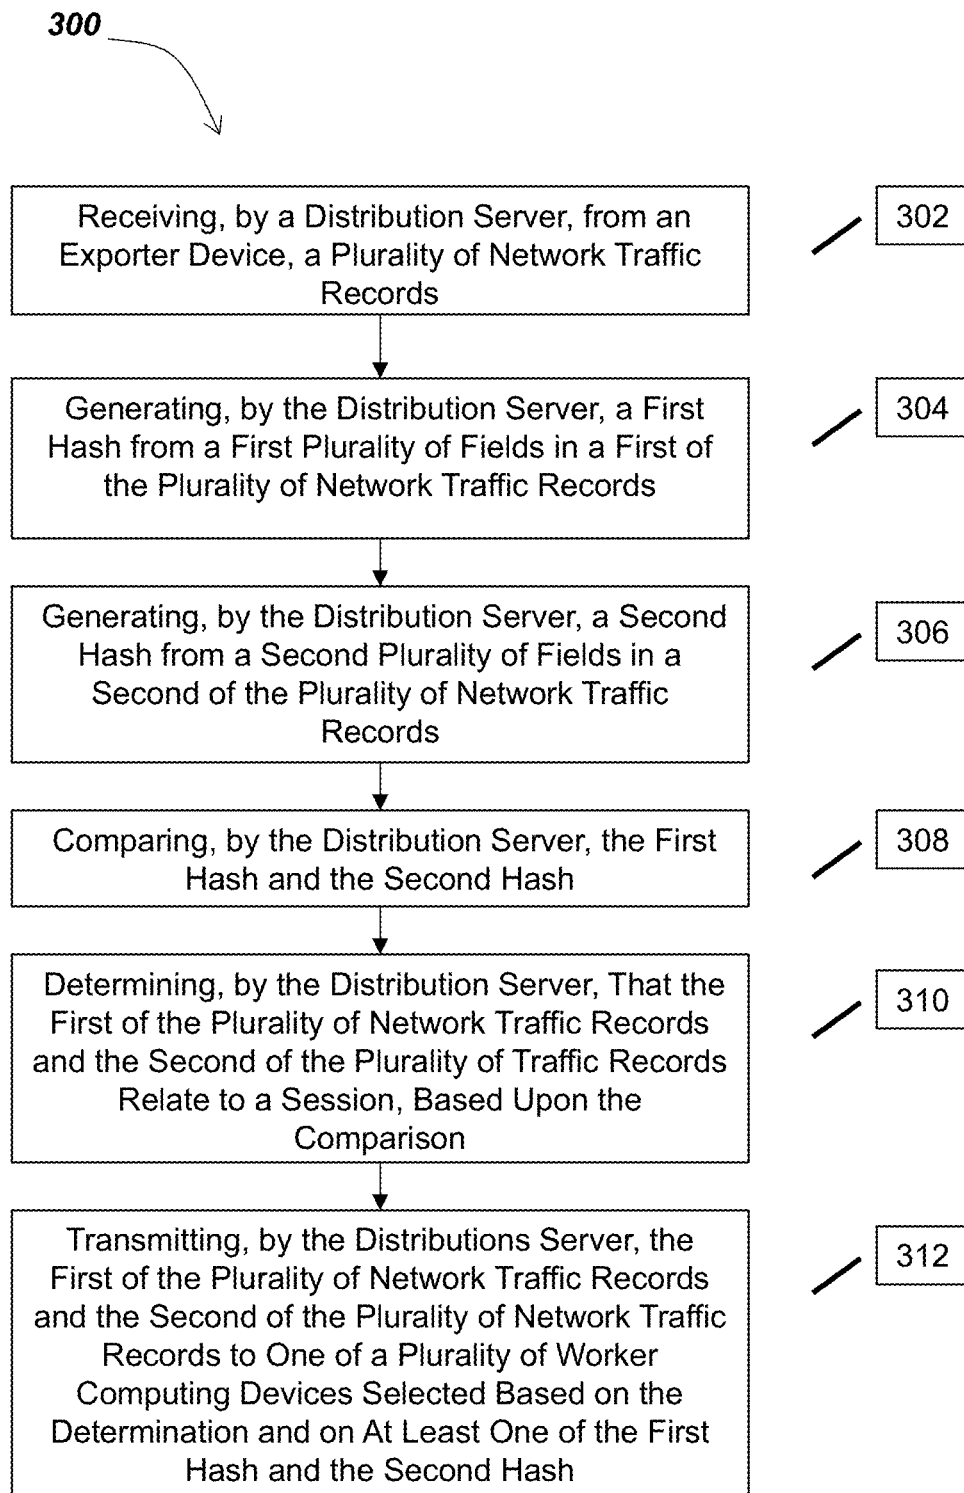 300
Receiving, by a Distribution Server, from an
Exporter Device, a Plurality of Network Traffic
Records
302
Generating, by the Distribution Server, a First
Hash from a First Plurality of Fields in a First of
the Plurality of Network Traffic Records
304
Generating, by the Distribution Server, a Second
Hash from a Second Plurality of Fields in a
Second of the Plurality of Network Traffic
Records
306
Comparing, by the Distribution Server, the First
Hash and the Second Hash
308
Determining, by the Distribution Server, That the
First of the Plurality of Network Traffic Records
and the Second of the Plurality of Traffic Records
Relate to a Session, Based Upon the
Comparison
310
Transmitting, by the Distributions Server, the
First of the Plurality of Network Traffic Records
and the Second of the Plurality of Network Traffic
Records to One of a Plurality of Worker
Computing Devices Selected Based on the
Determination and on At Least One of the First
Hash and the Second Hash
312